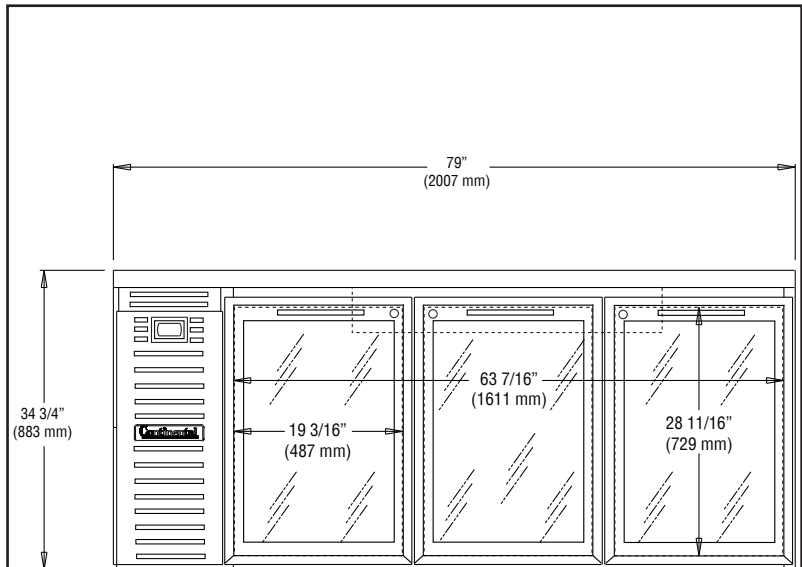 79”
(2007 mm)
34 3/4”
(883 mm)
63 7/16”
(1611 mm)
19 3/16”
(487 mm)
28 11/16”
(729 mm)
Continental